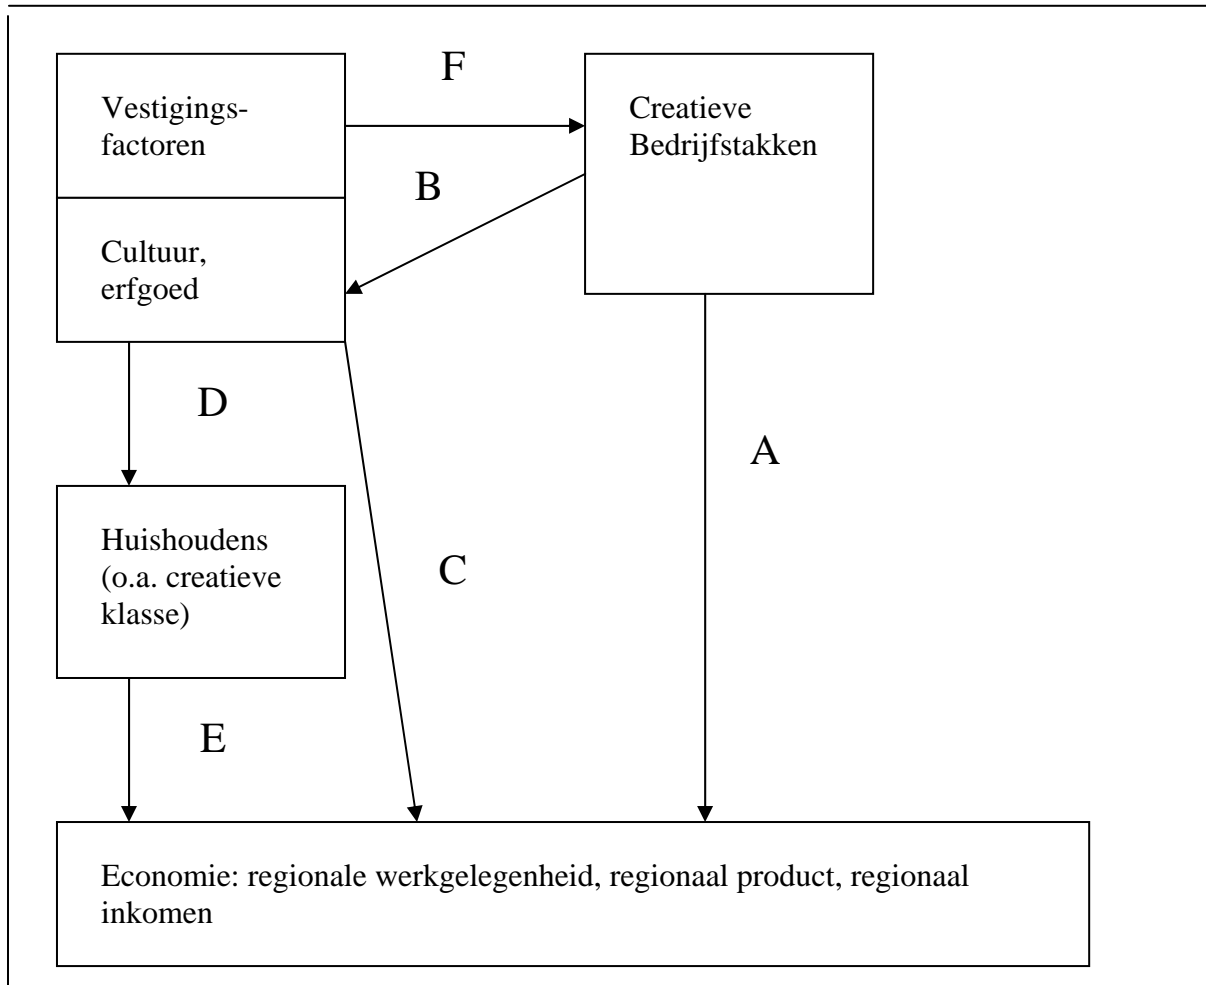 F
Vestigings-
factoren
Creatieve
Bedrijfstakken
B
Cultuur,
erfgoed
D
A
Huishoudens
(o.a. creatieve
klasse)
C
E
Economie: regionale werkgelegenheid, regionaal product, regionaal
inkomen